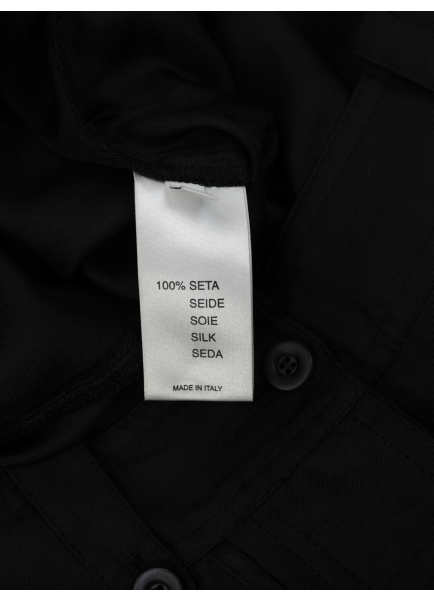 100% SETA
SEIDE
SOIE
SILK
SEDA
MADE IN ITALY